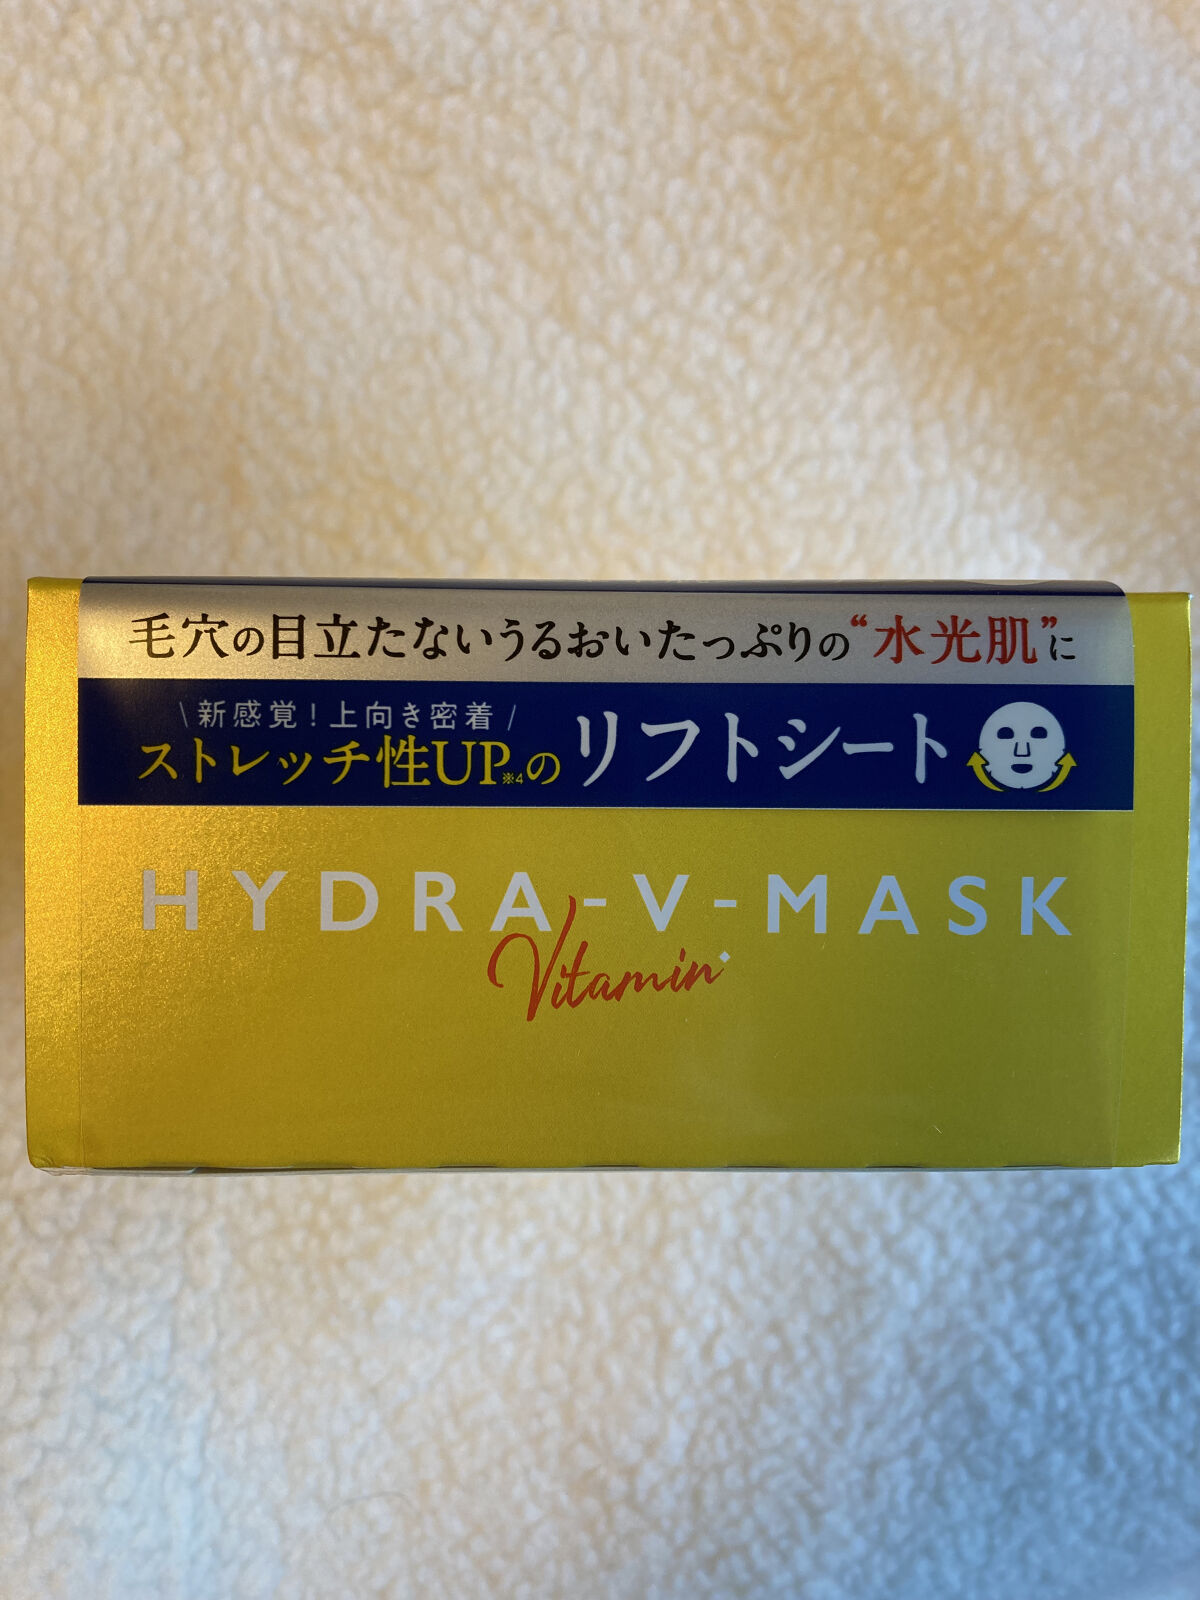 毛穴の目立たないうるおいたっぷりの“水光肌”に
\ 新感覚！上向き密着 /
ストレッチ性UP※4の リフトシート
HYDRA-V-MASK
Vitamin